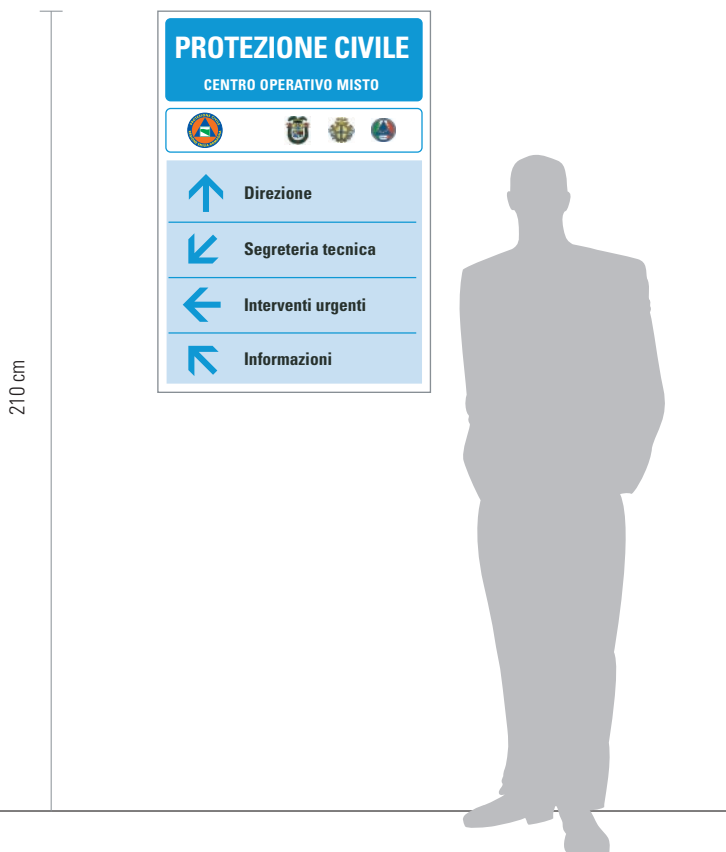 PROTEZIONE CIVILE
CENTRO OPERATIVO MISTO
Direzione
Segreteria tecnica
Interventi urgenti
Informazioni
210 cm